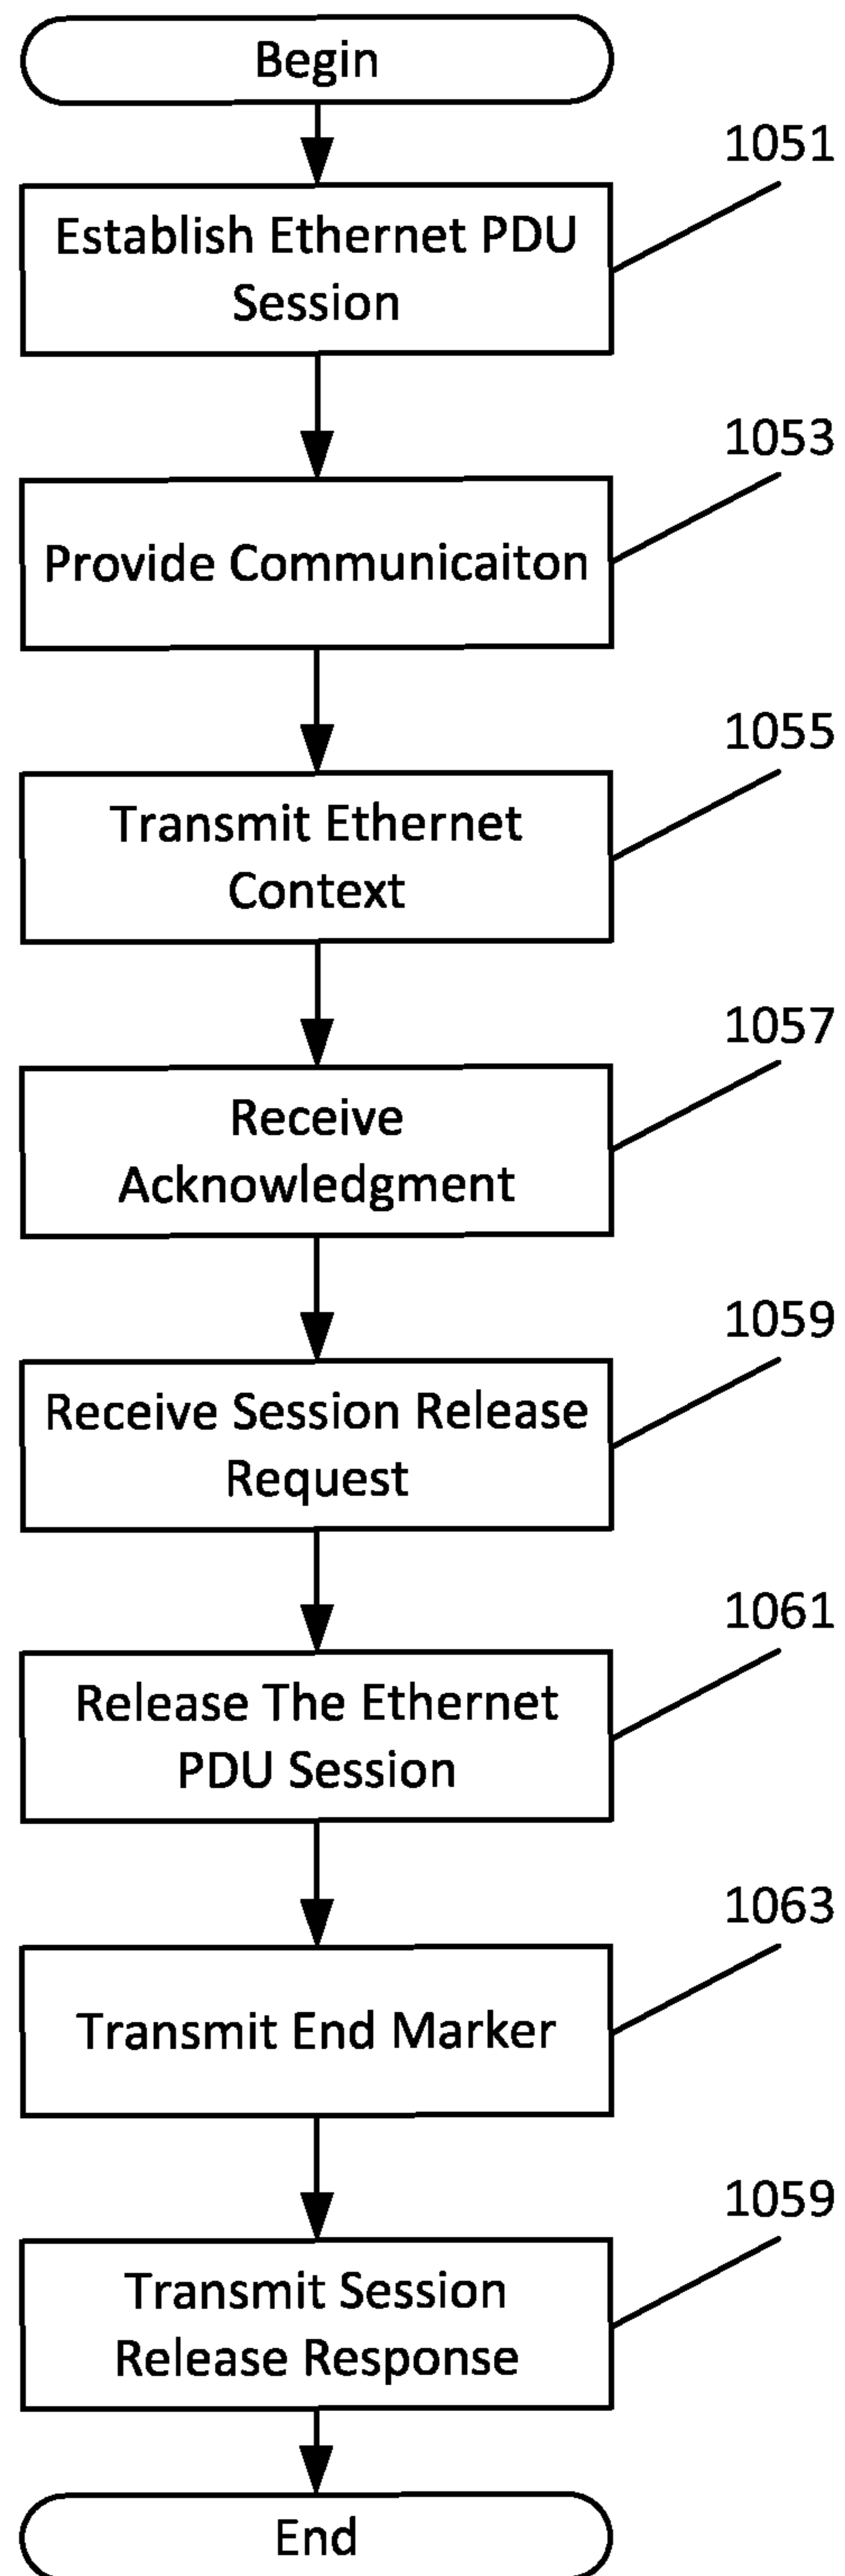 Begin
1051
Establish Ethernet PDU
Session
1053
Provide Communicaiton
1055
Transmit Ethernet
Context
1057
Receive
Acknowledgment
1059
Receive Session Release
Request
1061
Release The Ethernet
PDU Session
1063
Transmit End Marker
1059
Transmit Session
Release Response
End